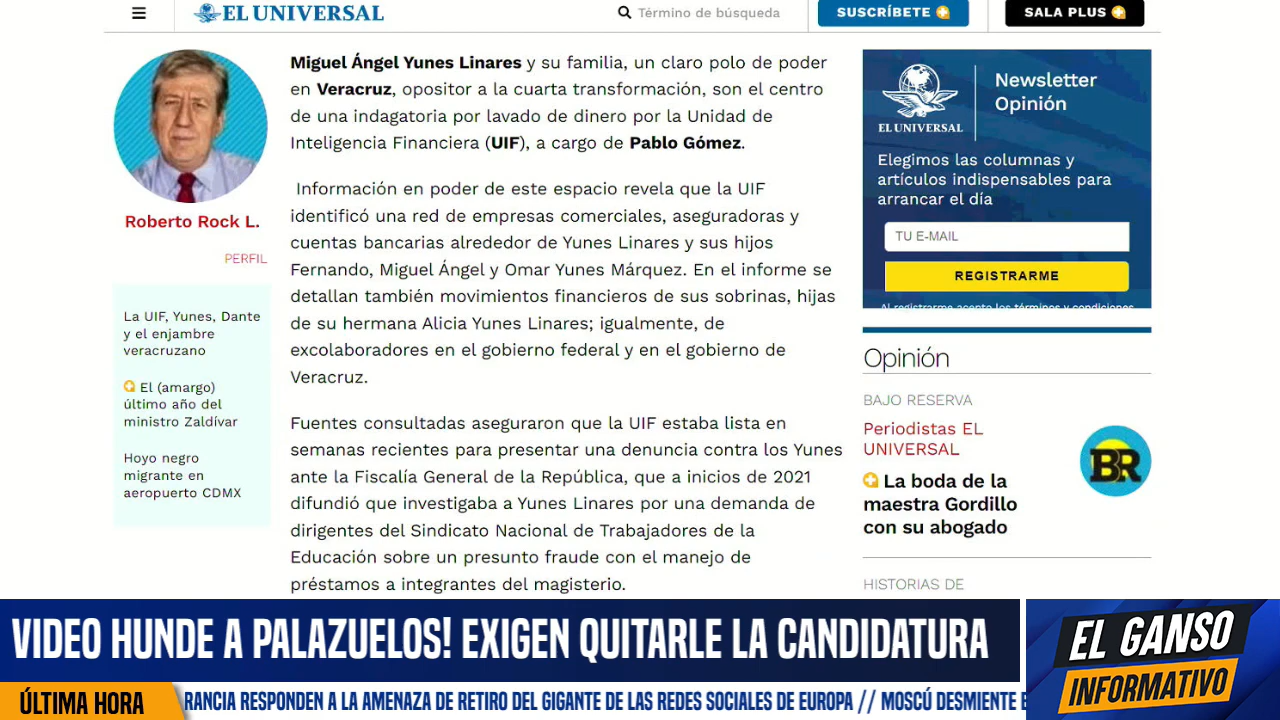 EL UNIVERSAL
Término de búsqueda
SUSCRÍBETE
SALA PLUS
Roberto Rock L.
PERFIL
La UIF, Yunes, Dante
y el enjambre
veracruzano
El (amargo)
último año del
ministro Zaldívar
Hoyo negro
migrante en
aeropuerto CDMX
Miguel Ángel Yunes Linares y su familia, un claro polo de poder
en Veracruz, opositor a la cuarta transformación, son el centro
de una indagatoria por lavado de dinero por la Unidad de
Inteligencia Financiera (UIF), a cargo de Pablo Gómez.
Información en poder de este espacio revela que la UIF
identificó una red de empresas comerciales, aseguradoras y
cuentas bancarias alrededor de Yunes Linares y sus hijos
Fernando, Miguel Ángel y Omar Yunes Márquez. En el informe se
detallan también movimientos financieros de sus sobrinas, hijas
de su hermana Alicia Yunes Linares; igualmente, de
excolaboradores en el gobierno federal y en el gobierno de
Veracruz.
Fuentes consultadas aseguraron que la UIF estaba lista en
semanas recientes para presentar una denuncia contra los Yunes
ante la Fiscalía General de la República, que a inicios de 2021
difundió que investigaba a Yunes Linares por una demanda de
dirigentes del Sindicato Nacional de Trabajadores de la
Educación sobre un presunto fraude con el manejo de
préstamos a integrantes del magisterio.
EL UNIVERSAL
Newsletter
Opinión
Elegimos las columnas y
artículos indispensables para
arrancar el día
TU E-MAIL
REGISTRARME
Al registrarme acepto los términos y condiciones
Opinión
BAJO RESERVA
Periodistas EL
UNIVERSAL
La boda de la
maestra Gordillo
con su abogado
BR
HISTORIAS DE
VIDEO HUNDE A PALAZUELOS! EXIGEN QUITARLE LA CANDIDATURA
EL GANSO
INFORMATIVO
ÚLTIMA HORA
RANCIA RESPONDEN A LA AMENAZA DE RETIRO DEL GIGANTE DE LAS REDES SOCIALES DE EUROPA // MOSCÚ DESMIENTE